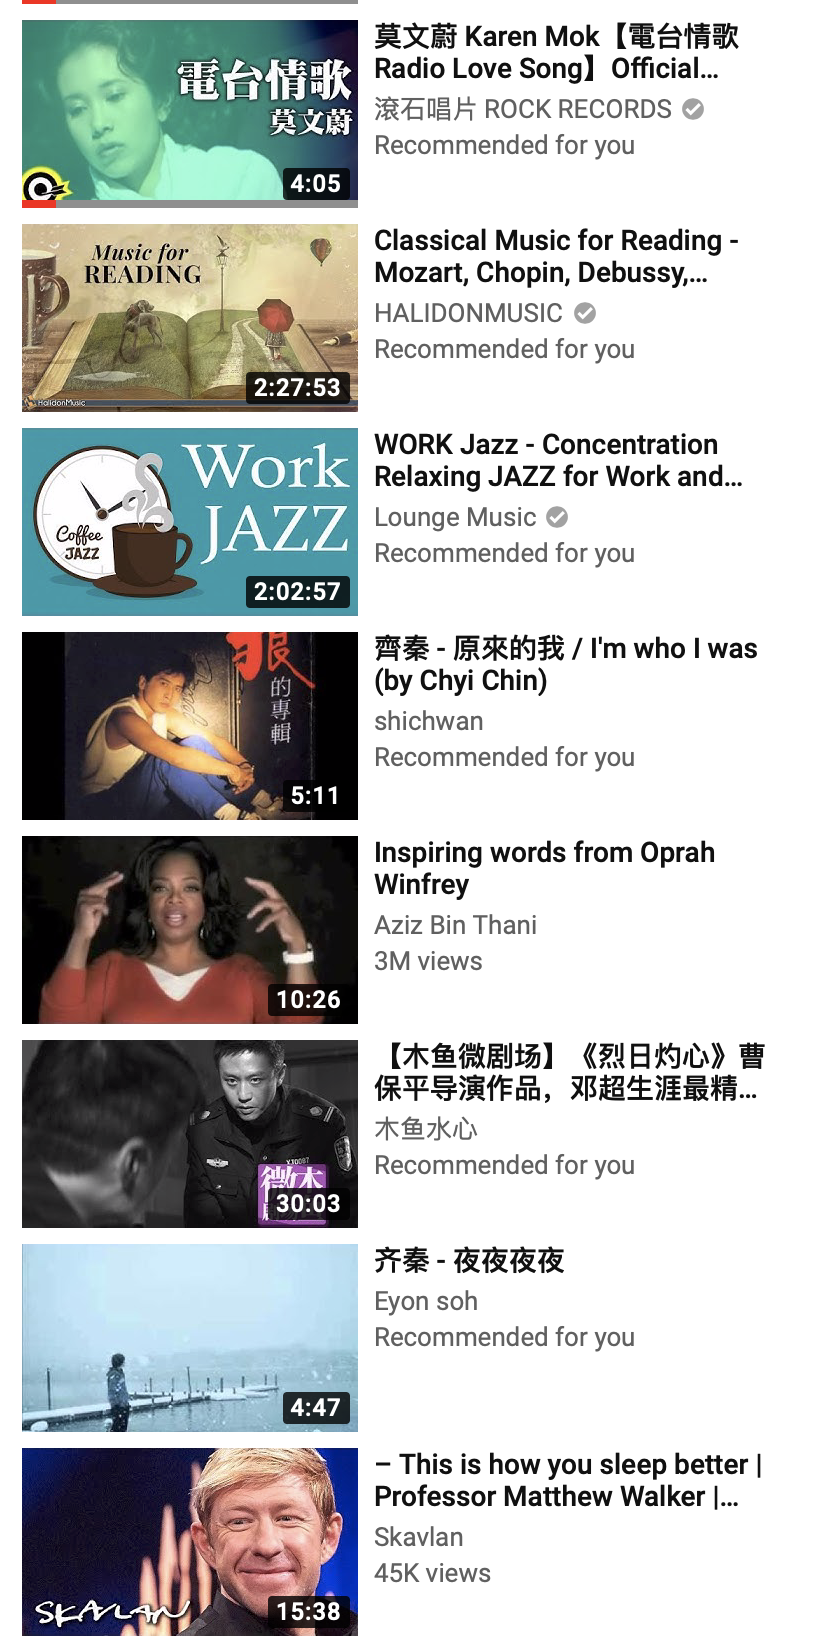 電台情歌
莫文蔚
4:05
莫文蔚 Karen Mok【電台情歌
Radio Love Song】Official...
滾石唱片 ROCK RECORDS
Recommended for you
Music for
READING
HalidonMusic
2:27:53
Classical Music for Reading -
Mozart, Chopin, Debussy,...
HALIDONMUSIC
Recommended for you
Work
JAZZ
Coffee
JAZZ
2:02:57
WORK Jazz - Concentration
Relaxing JAZZ for Work and...
Lounge Music
Recommended for you
狼
的專輯
5:11
齊秦 - 原來的我 / I'm who I was
(by Chyi Chin)
shichwan
Recommended for you
10:26
Inspiring words from Oprah
Winfrey
Aziz Bin Thani
3M views
30:03
【木鱼微剧场】《烈日灼心》曹
保平导演作品，邓超生涯最精...
木鱼水心
Recommended for you
4:47
齐秦 - 夜夜夜夜
Eyon soh
Recommended for you
SKAVLAN
15:38
– This is how you sleep better |
Professor Matthew Walker |...
Skavlan
45K views